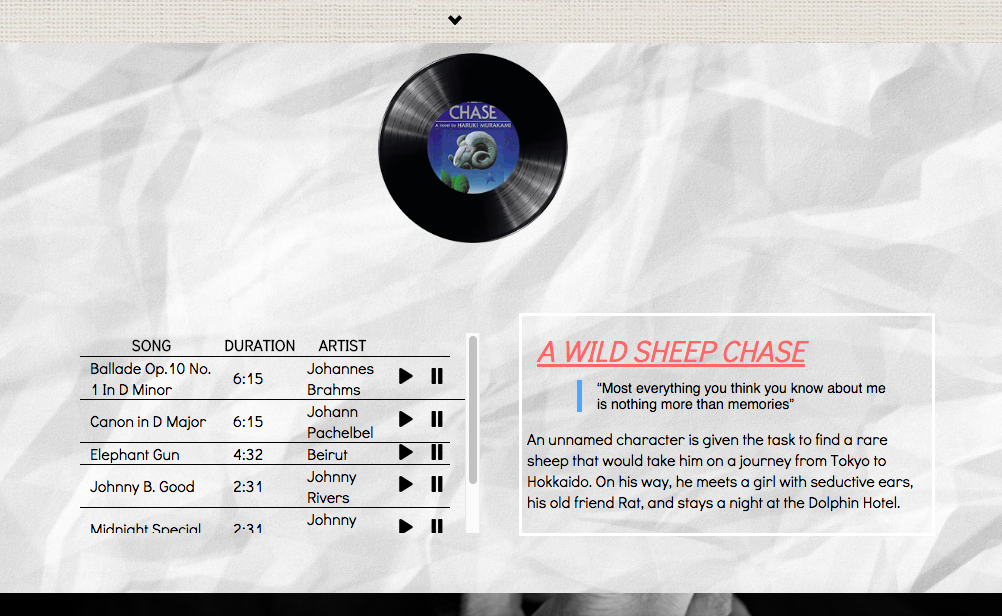 CHASE
A novel by HARUKI MURAKAMI
SONG DURATION ARTIST
Ballade Op.10 No. 1 In D Minor 6:15 Johannes Brahms
Canon in D Major 6:15 Johann Pachelbel
Elephant Gun 4:32 Beirut
Johnny B. Good 2:31 Johnny Rivers
Midnight Special 2:31 Johnny
A WILD SHEEP CHASE
“Most everything you think you know about me
is nothing more than memories”
An unnamed character is given the task to find a rare
sheep that would take him on a journey from Tokyo to
Hokkaido. On his way, he meets a girl with seductive ears,
his old friend Rat, and stays a night at the Dolphin Hotel.